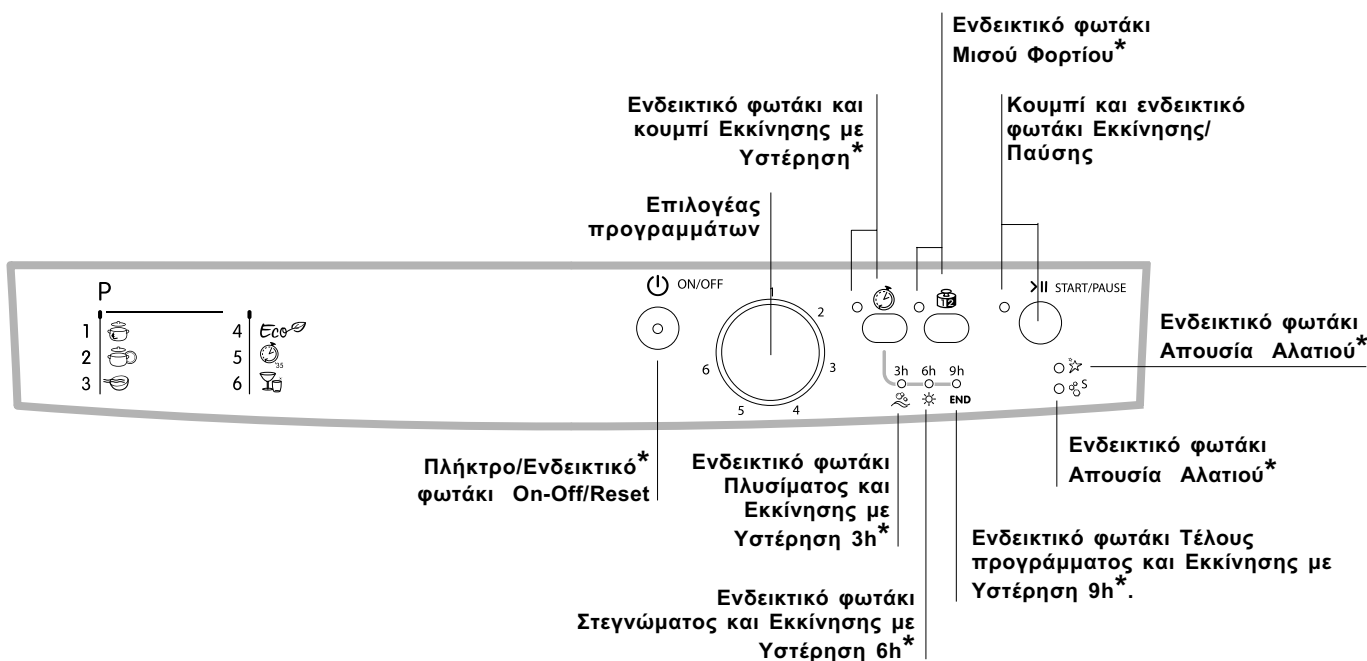 Ενδεικτικό φωτάκι
Μισού Φορτίου*
Ενδεικτικό φωτάκι και
κουμπί Εκκίνησης με
Υστέρηση*
Κουμπί και ενδεικτικό
φωτάκι Εκκίνησης/
Παύσης
Επιλογέας
προγραμμάτων
P
1
2
3
4 Eco
5 35
6
ON/OFF
1
2
3
4
5
6
1/2
START/PAUSE
3h 6h 9h
END
S
Ενδεικτικό φωτάκι
Απουσία Αλατιού*
Ενδεικτικό φωτάκι
Απουσία Αλατιού*
Πλήκτρο/Ενδεικτικό*
φωτάκι On-Off/Reset
Ενδεικτικό φωτάκι
Πλυσίματος και
Εκκίνησης με
Υστέρηση 3h*
Ενδεικτικό φωτάκι Τέλους
προγράμματος και Εκκίνησης με
Υστέρηση 9h*.
Ενδεικτικό φωτάκι
Στεγνώματος και Εκκίνησης με
Υστέρηση 6h*